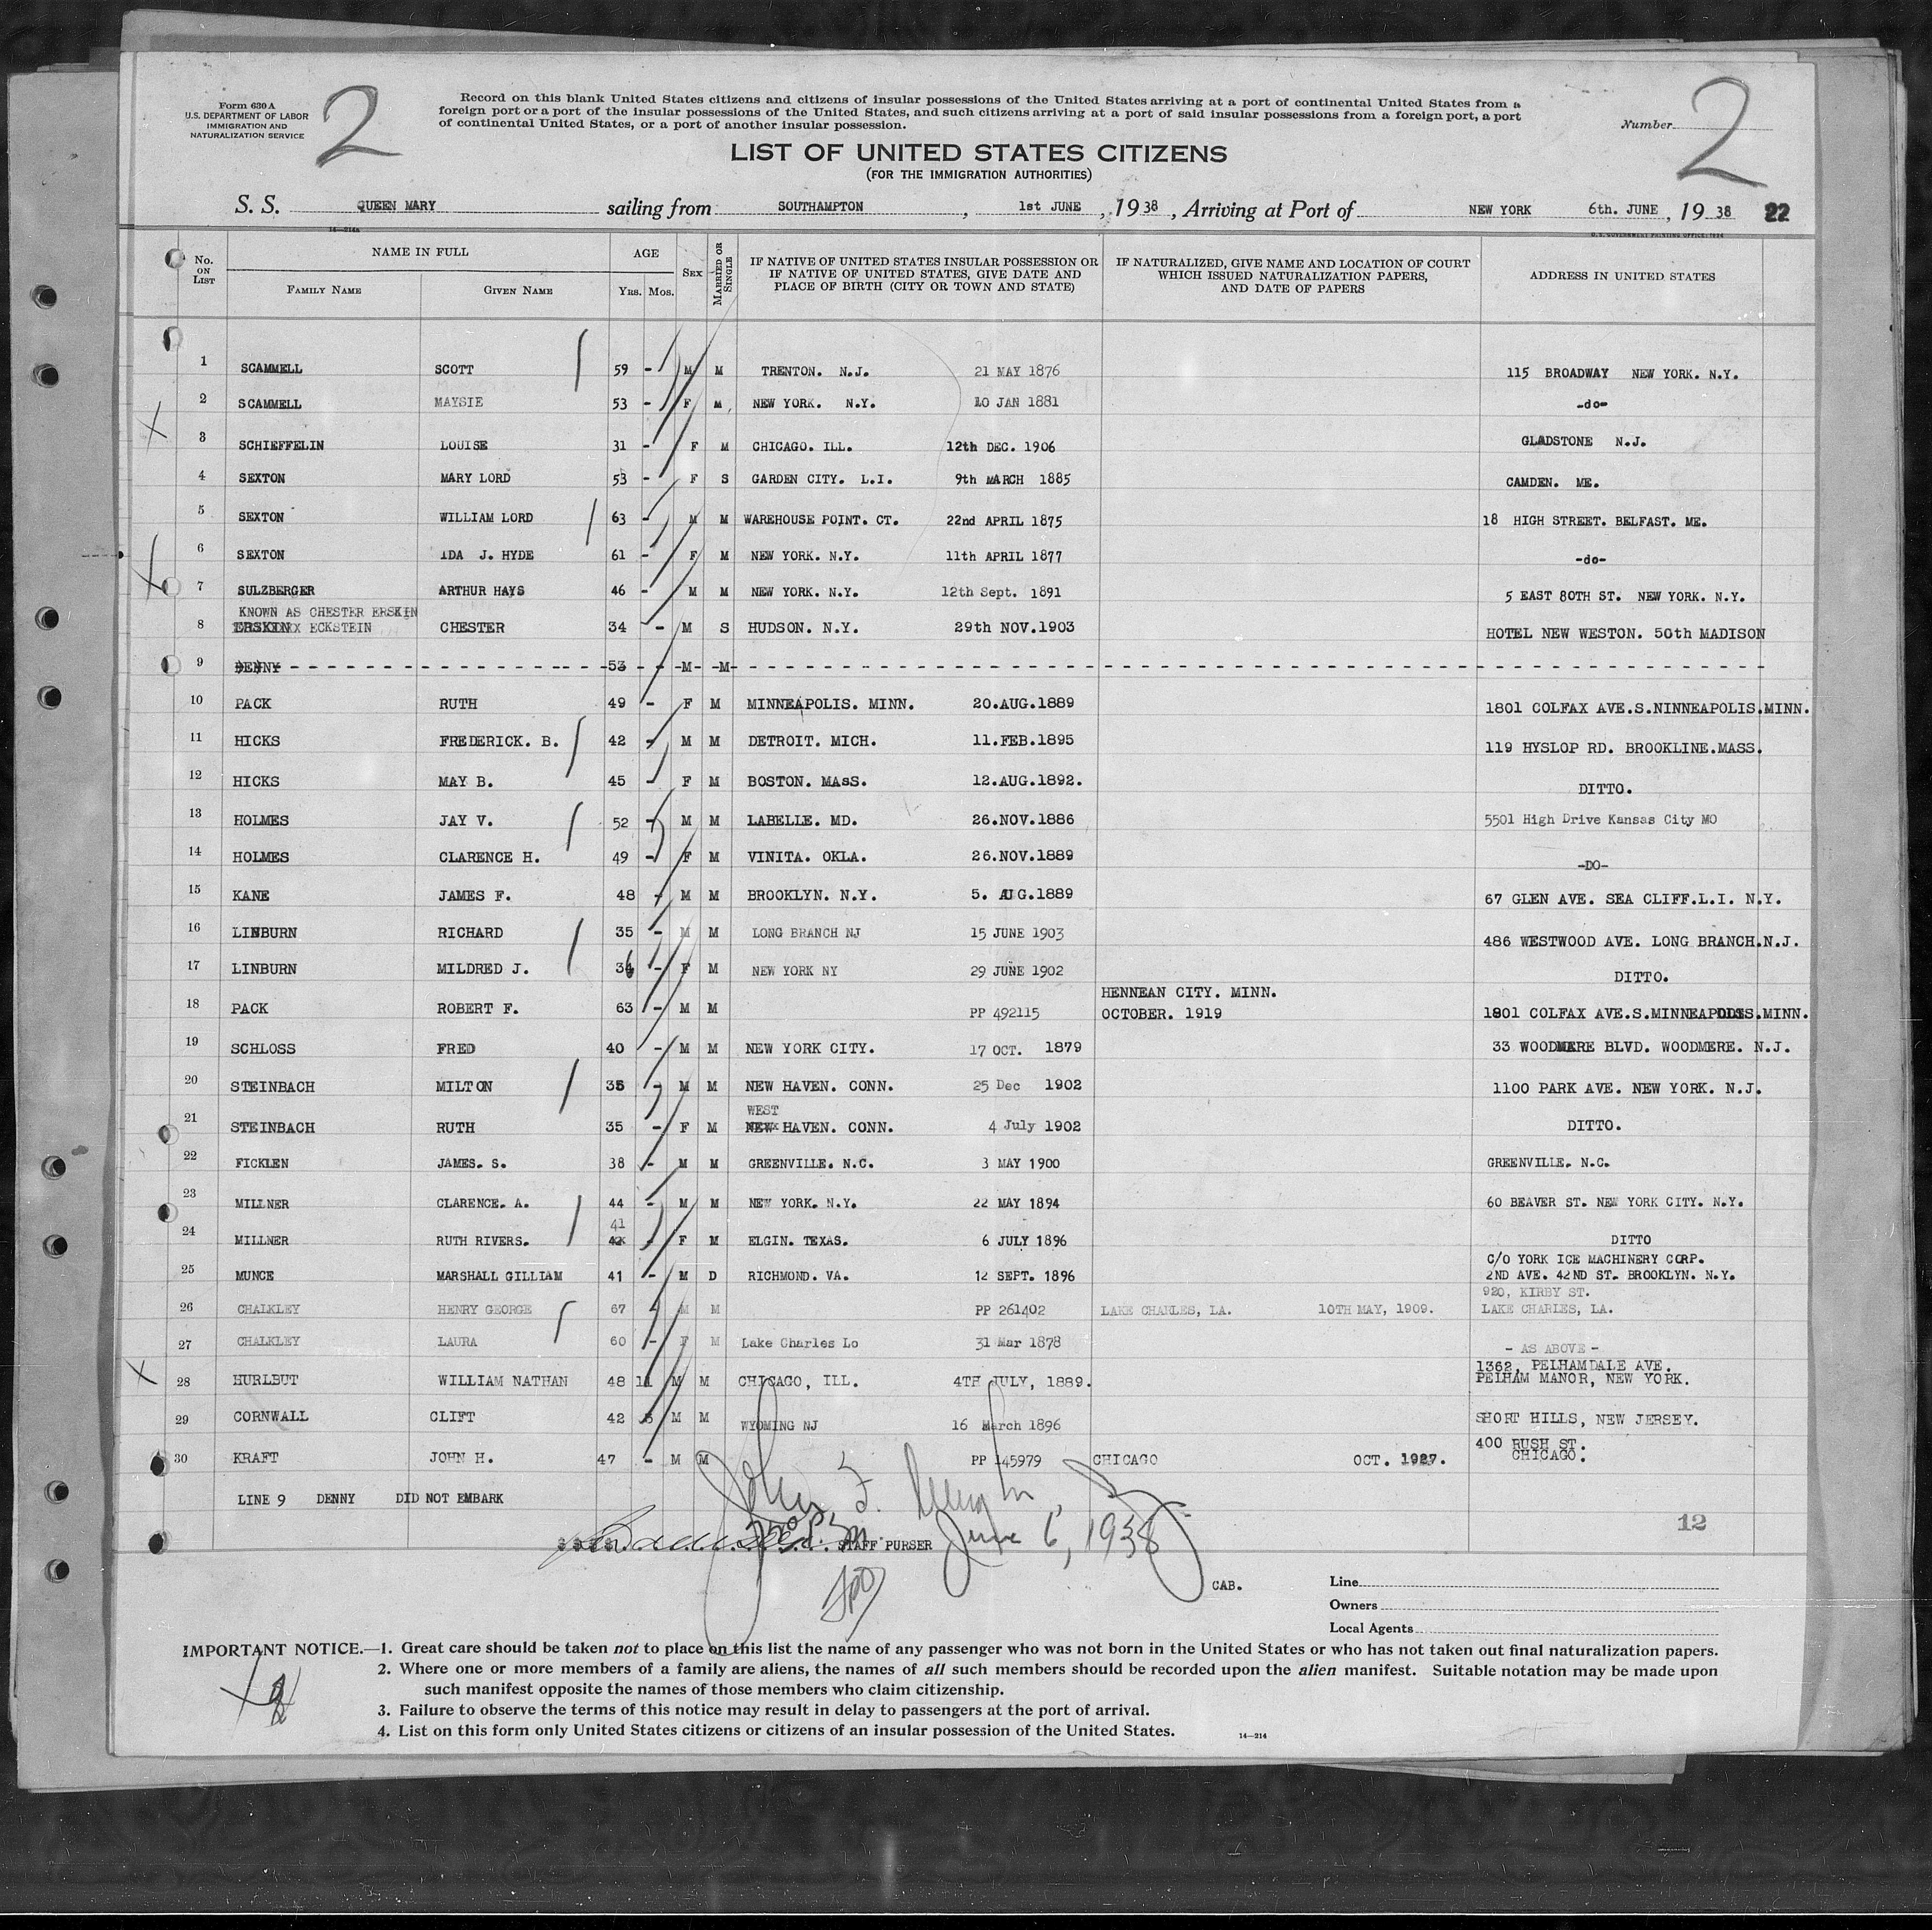 Form 630 A
U.S. DEPARTMENT OF LABOR
IMMIGRATION AND
NATURALIZATION SERVICE
2
Record on this blank United States citizens and citizens of insular possessions of the United States arriving at a port of continental United States from a
foreign port or a port of the insular possessions of the United States, and such citizens arriving at a port of said insular possessions from a foreign port, a port
of continental United States, or a port of another insular possession.
Number 2
LIST OF UNITED STATES CITIZENS
(FOR THE IMMIGRATION AUTHORITIES)
S. S. QUEEN MARY sailing from SOUTHAMPTON, 1st JUNE, 1938, Arriving at Port of NEW YORK 6th. JUNE, 1938 22
14—214a U.S. GOVERNMENT PRINTING OFFICE: 1934
No. ON LIST NAME IN FULL AGE SEX MARRIED OR SINGLE IF NATIVE OF UNITED STATES INSULAR POSSESSION OR IF NATIVE OF UNITED STATES, GIVE DATE AND PLACE OF BIRTH (CITY OR TOWN AND STATE) IF NATURALIZED, GIVE NAME AND LOCATION OF COURT WHICH ISSUED NATURALIZATION PAPERS, AND DATE OF PAPERS ADDRESS IN UNITED STATES
FAMILY NAME GIVEN NAME YRS. MOS.
1 SCAMMELL SCOTT 59 - M M TRENTON. N.J. 21 MAY 1876 115 BROADWAY NEW YORK. N.Y.
2 SCAMMELL MAYSIE 53 - F M NEW YORK. N.Y. 10 JAN 1881 -do-
3 SCHIEFFELIN LOUISE 31 - F M CHICAGO. ILL. 12th DEC. 1906 GLADSTONE N.J.
4 SEXTON MARY LORD 53 - F S GARDEN CITY. L.I. 9th MARCH 1885 CAMDEN. ME.
5 SEXTON WILLIAM LORD 63 - M M WAREHOUSE POINT. CT. 22nd APRIL 1875 18 HIGH STREET. BELFAST. ME.
6 SEXTON IDA J. HYDE 61 - F M NEW YORK. N.Y. 11th APRIL 1877 -do-
7 SULZBERGER ARTHUR HAYS 46 - M M NEW YORK. N.Y. 12th Sept. 1891 5 EAST 80TH ST. NEW YORK. N.Y.
KNOWN AS CHESTER ERSKIN
8 ERSKIN ECKSTEIN CHESTER 34 - M S HUDSON. N.Y. 29th NOV.1903 HOTEL NEW WESTON. 50th MADISON
9 DENNY 53 - M M
10 PACK RUTH 49 - F M MINNEAPOLIS. MINN. 20.AUG.1889 1801 COLFAX AVE.S.NINNEAPOLIS.MINN.
11 HICKS FREDERICK. B. 42 - M M DETROIT. MICH. 11.FEB.1895 119 HYSLOP RD. BROOKLINE.MASS.
12 HICKS MAY B. 45 - F M BOSTON. MASS. 12.AUG.1892. DITTO.
13 HOLMES JAY V. 52 - M M LABELLE. MD. 26.NOV.1886 5501 High Drive Kansas City MO
14 HOLMES CLARENCE H. 49 - F M VINITA. OKLA. 26.NOV.1889 -DO-
15 KANE JAMES F. 48 - M M BROOKLYN. N.Y. 5. AUG.1889 67 GLEN AVE. SEA CLIFF.L.I. N.Y.
16 LINBURN RICHARD 35 - M M LONG BRANCH NJ 15 JUNE 1903 486 WESTWOOD AVE. LONG BRANCH.N.J.
17 LINBURN MILDRED J. 36 - F M NEW YORK NY 29 JUNE 1902 DITTO.
HENNEAN CITY. MINN.
18 PACK ROBERT F. 63 - M M PP 492115 OCTOBER. 1919 1801 COLFAX AVE.S.MINNEAPOLIS.MINN.
19 SCHLOSS FRED 40 - M M NEW YORK CITY. 17 OCT. 1879 33 WOODMERE BLVD. WOODMERE. N.J.
20 STEINBACH MILTON 35 - M M NEW HAVEN. CONN. 25 Dec 1902 1100 PARK AVE. NEW YORK. N.J.
WEST
21 STEINBACH RUTH 35 - F M NEW HAVEN. CONN. 4 July 1902 DITTO.
22 FICKLEN JAMES. S. 38 - M M GREENVILLE. N.C. 3 MAY 1900 GREENVILLE. N.C.
23 MILLNER CLARENCE. A. 44 - M M NEW YORK. N.Y. 22 MAY 1894 60 BEAVER ST. NEW YORK CITY. N.Y.
41
24 MILLNER RUTH RIVERS. 42 - F M ELGIN. TEXAS. 6 JULY 1896 DITTO
C/O YORK ICE MACHINERY CORP.
25 MUNCE MARSHALL GILLIAM 41 - M D RICHMOND. VA. 12 SEPT. 1896 2ND AVE. 42ND ST. BROOKLYN. N.Y.
920, KIRBY ST.
26 CHALKLEY HENRY GEORGE 67 M M PP 261402 LAKE CHARLES, LA. 10TH MAY, 1909. LAKE CHARLES, LA.
27 CHALKLEY LAURA 60 - F M Lake Charles Lo 31 Mar 1878 - AS ABOVE -
1362, PELHAMDALE AVE.
28 HURLBUT WILLIAM NATHAN 48 11 M M CHICAGO, ILL. 4TH JULY, 1889. PELHAM MANOR, NEW YORK.
29 CORNWALL CLIFT 42 5 M M WYOMING NJ 16 March 1896 SHORT HILLS, NEW JERSEY.
400 RUSH ST.
30 KRAFT JOHN H. 47 - M M PP 145979 CHICAGO OCT. 1927. CHICAGO.
LINE 9 DENNY DID NOT EMBARK
12
STAFF PURSER June 6, 1938
CAB.
Line
Owners
Local Agents
IMPORTANT NOTICE.—1. Great care should be taken not to place on this list the name of any passenger who was not born in the United States or who has not taken out final naturalization papers.
2. Where one or more members of a family are aliens, the names of all such members should be recorded upon the alien manifest. Suitable notation may be made upon
such manifest opposite the names of those members who claim citizenship.
3. Failure to observe the terms of this notice may result in delay to passengers at the port of arrival.
4. List on this form only United States citizens or citizens of an insular possession of the United States.
14—214